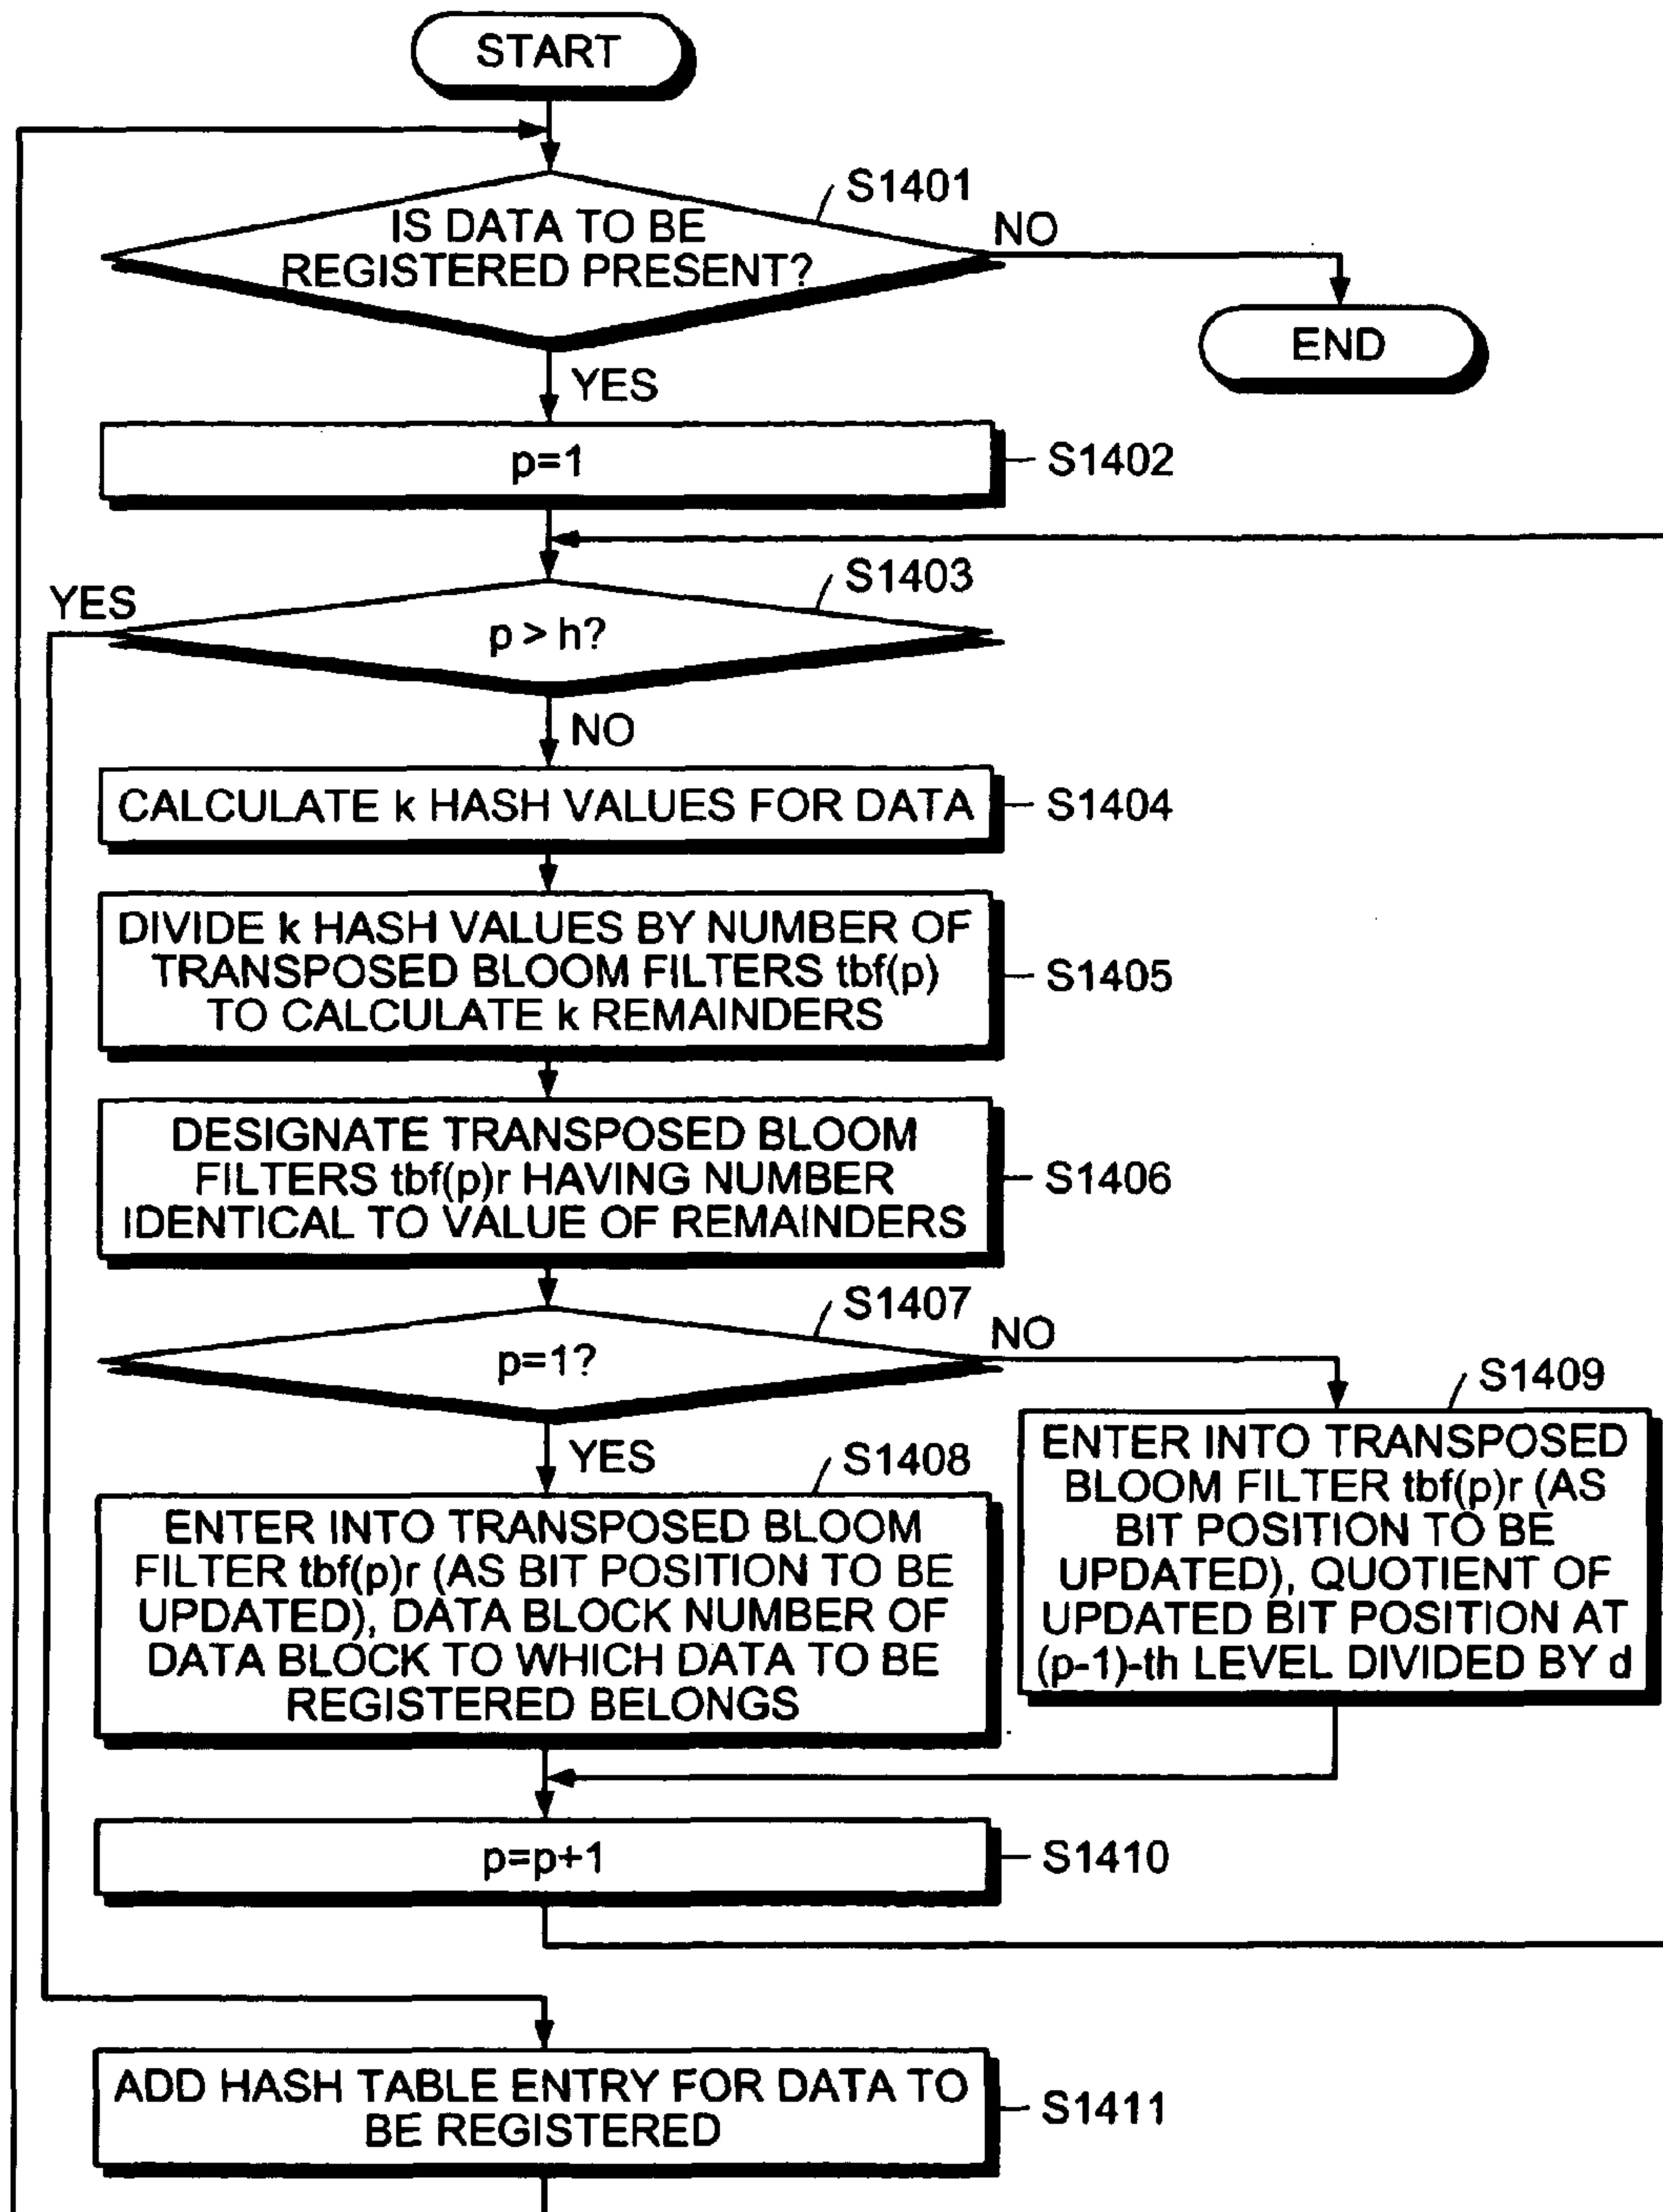 START
S1401
IS DATA TO BE
REGISTERED PRESENT?
NO
END
YES
p=1
S1402
S1403
YES
p > h?
NO
CALCULATE k HASH VALUES FOR DATA
S1404
DIVIDE k HASH VALUES BY NUMBER OF
TRANSPOSED BLOOM FILTERS tbf(p)
TO CALCULATE k REMAINDERS
S1405
DESIGNATE TRANSPOSED BLOOM
FILTERS tbf(p)r HAVING NUMBER
IDENTICAL TO VALUE OF REMAINDERS
S1406
S1407
p=1?
NO
YES
S1408
ENTER INTO TRANSPOSED BLOOM
FILTER tbf(p)r (AS BIT POSITION TO BE
UPDATED), DATA BLOCK NUMBER OF
DATA BLOCK TO WHICH DATA TO BE
REGISTERED BELONGS
S1409
ENTER INTO TRANSPOSED
BLOOM FILTER tbf(p)r (AS
BIT POSITION TO BE
UPDATED), QUOTIENT OF
UPDATED BIT POSITION AT
(p-1)-th LEVEL DIVIDED BY d
p=p+1
S1410
ADD HASH TABLE ENTRY FOR DATA TO
BE REGISTERED
S1411